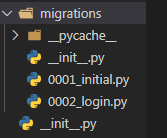 migrations
__pycache__
__init__.py
0001_initial.py
0002_login.py
__init__.py